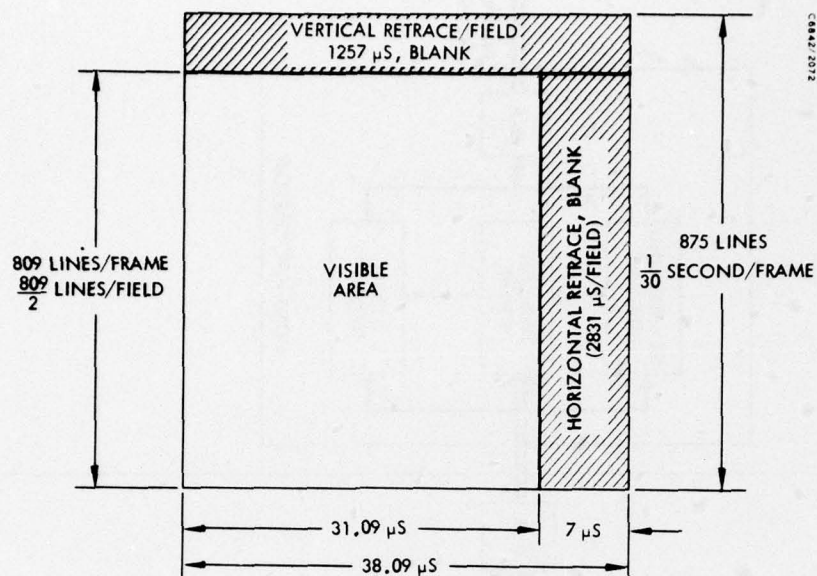 VERTICAL RETRACE/FIELD
1257 μS, BLANK
C6842/2072
809 LINES/FRAME
809/2 LINES/FIELD
VISIBLE
AREA
HORIZONTAL RETRACE, BLANK
(2831 μS/FIELD)
875 LINES
1/30 SECOND/FRAME
31.09 μS
7 μS
38.09 μS